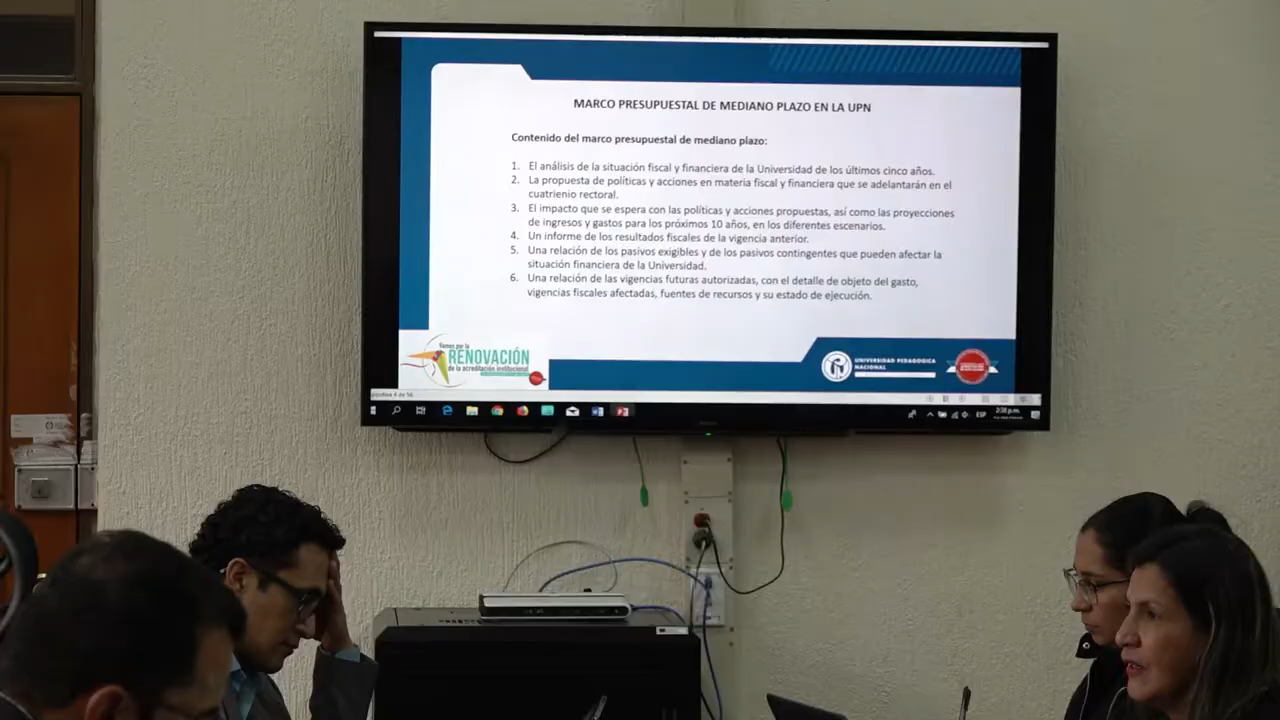 MARCO PRESUPUESTAL DE MEDIANO PLAZO EN LA UPN
Contenido del marco presupuestal de mediano plazo:
1. El análisis de la situación fiscal y financiera de la Universidad de los últimos cinco años.
2. La propuesta de políticas y acciones en materia fiscal y financiera que se adelantarán en el
cuatrienio rectoral.
3. El impacto que se espera con las políticas y acciones propuestas, así como las proyecciones
de ingresos y gastos para los próximos 10 años, en los diferentes escenarios.
4. Un informe de los resultados fiscales de la vigencia anterior.
5. Una relación de los pasivos exigibles y de los pasivos contingentes que pueden afectar la
situación financiera de la Universidad.
6. Una relación de las vigencias futuras autorizadas, con el detalle de objeto del gasto,
vigencias fiscales afectadas, fuentes de recursos y su estado de ejecución.
Vamos por la
RENOVACIÓN
de la acreditación institucional
UNIVERSIDAD PEDAGÓGICA
NACIONAL
ESP
2:38 p.m.